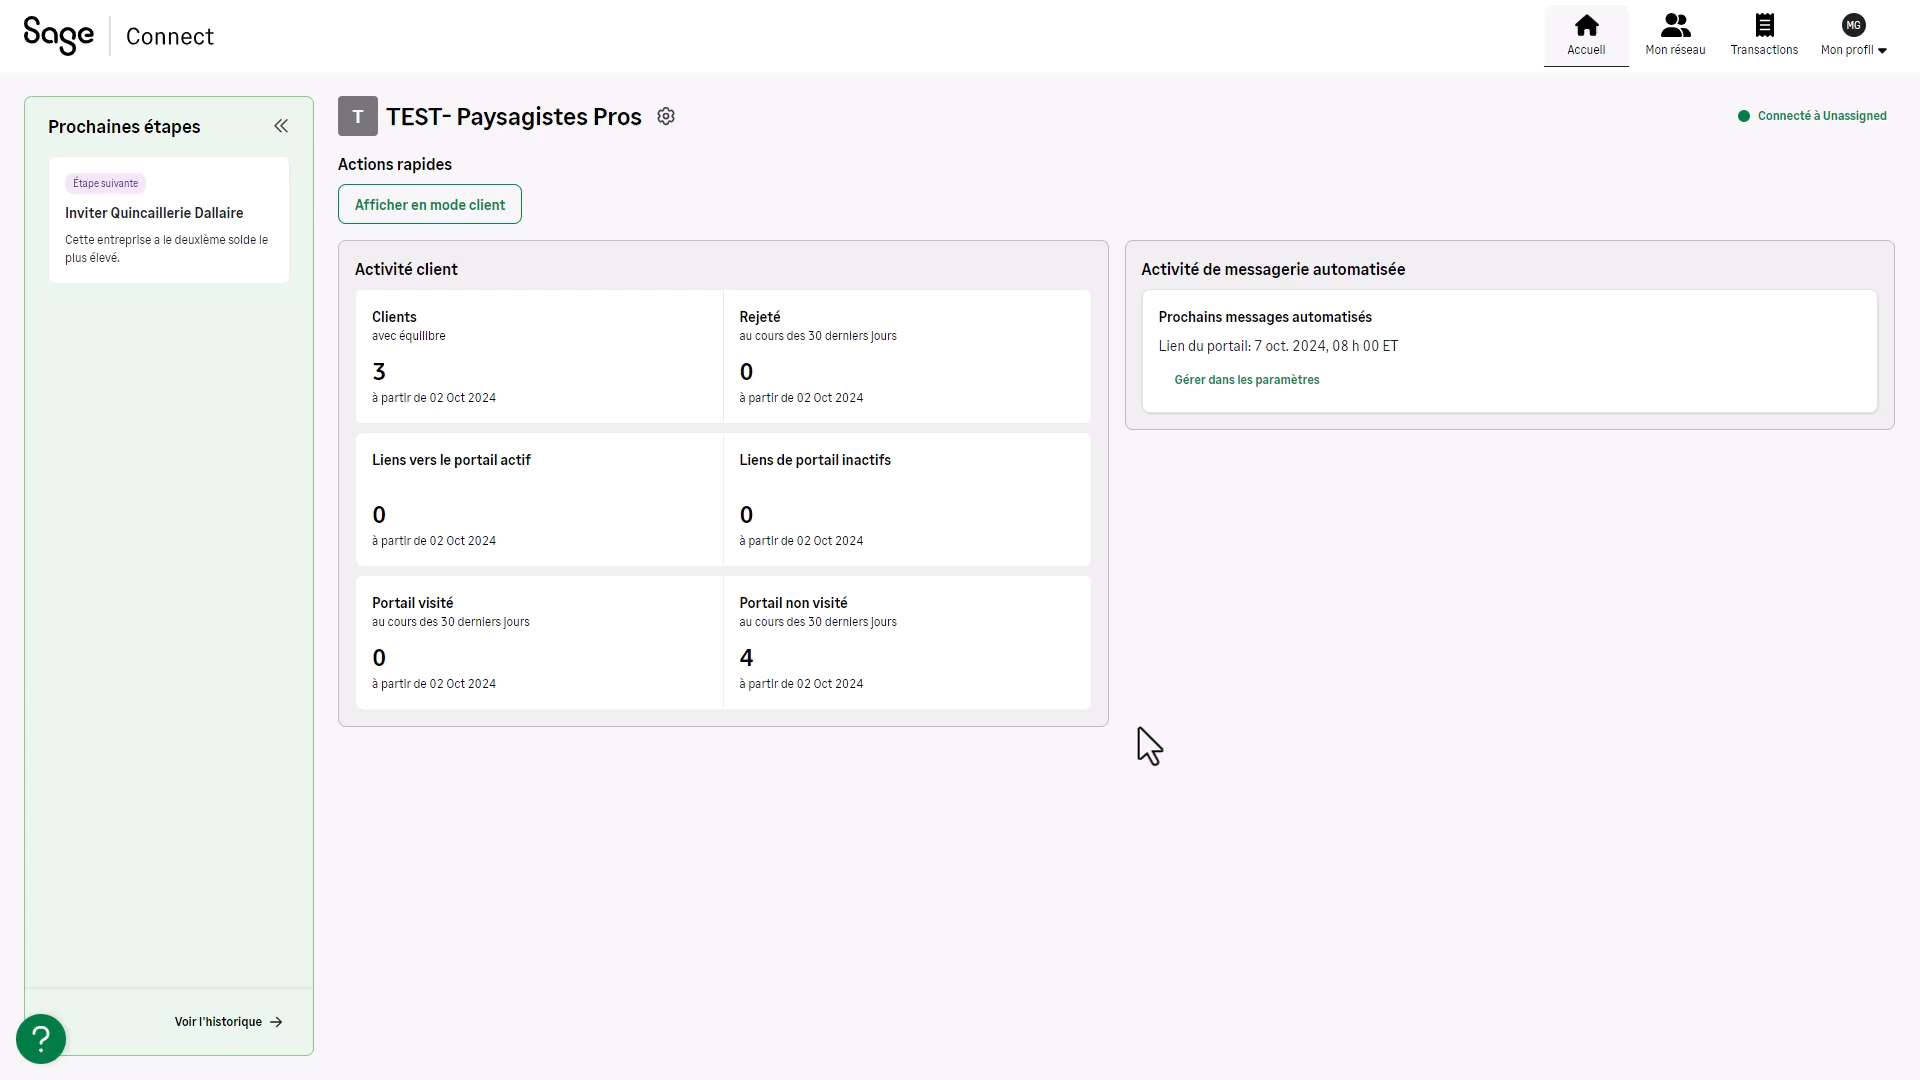 Sage
Connect
Accueil
Mon réseau
Transactions
MG
Mon profil
Prochaines étapes
Étape suivante
Inviter Quincaillerie Dallaire
Cette entreprise a le deuxième solde le
plus élevé.
Voir l'historique
?
T
TEST- Paysagistes Pros
Connecté à Unassigned
Actions rapides
Afficher en mode client
Activité client
Clients
avec équilibre
3
à partir de 02 Oct 2024
Rejeté
au cours des 30 derniers jours
0
à partir de 02 Oct 2024
Liens vers le portail actif
0
à partir de 02 Oct 2024
Liens de portail inactifs
0
à partir de 02 Oct 2024
Portail visité
au cours des 30 derniers jours
0
à partir de 02 Oct 2024
Portail non visité
au cours des 30 derniers jours
4
à partir de 02 Oct 2024
Activité de messagerie automatisée
Prochains messages automatisés
Lien du portail: 7 oct. 2024, 08 h 00 ET
Gérer dans les paramètres